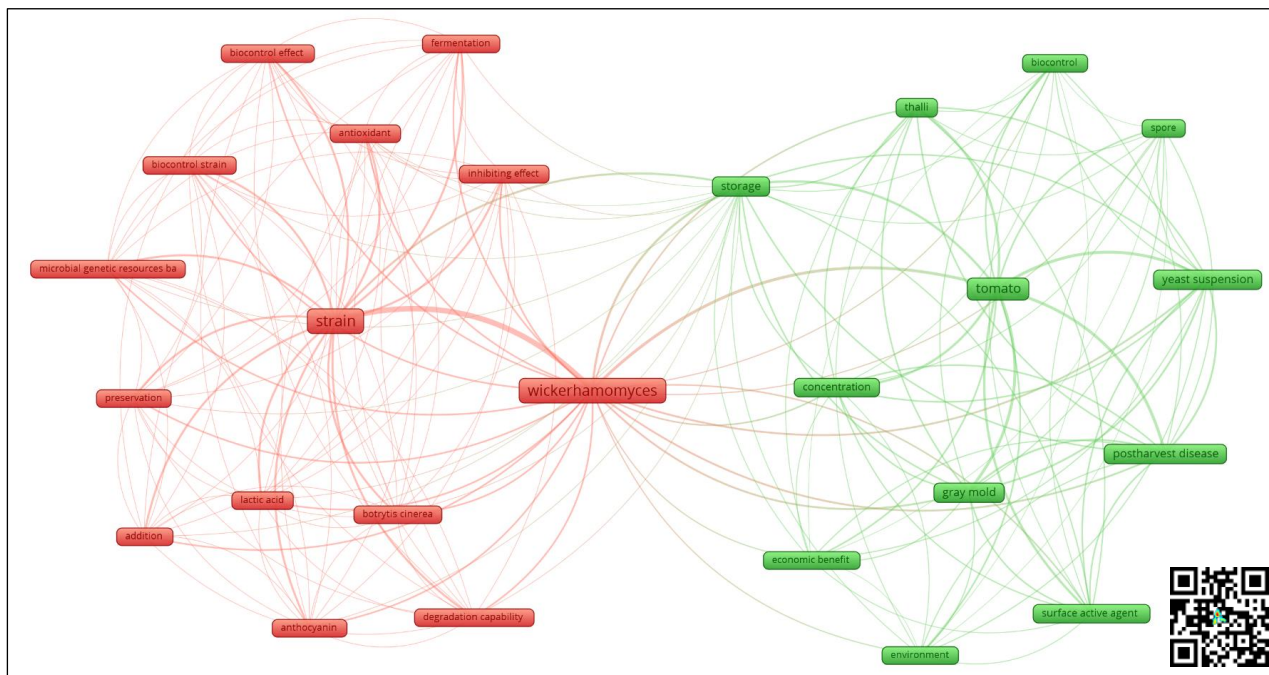 fermentation
biocontrol effect
biocontrol
thalli
spore
antioxidant
biocontrol strain
inhibiting effect
storage
microbial genetic resources ba
yeast suspension
tomato
strain
wickerhamomyces
concentration
preservation
postharvest disease
gray mold
lactic acid
botrytis cinerea
addition
economic benefit
surface active agent
degradation capability
anthocyanin
environment